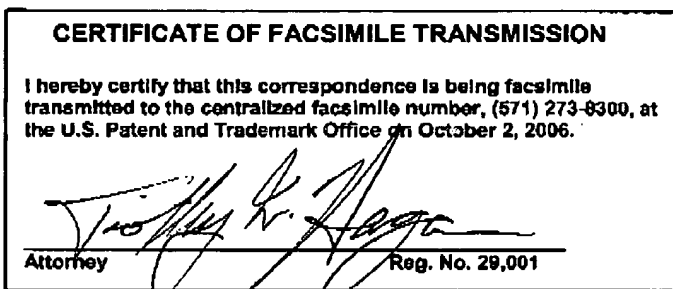 CERTIFICATE OF FACSIMILE TRANSMISSION
I hereby certify that this correspondence is being facsimile
transmitted to the centralized facsimile number, (571) 273-8300, at
the U.S. Patent and Trademark Office on October 2, 2006.
Attorney Reg. No. 29,001